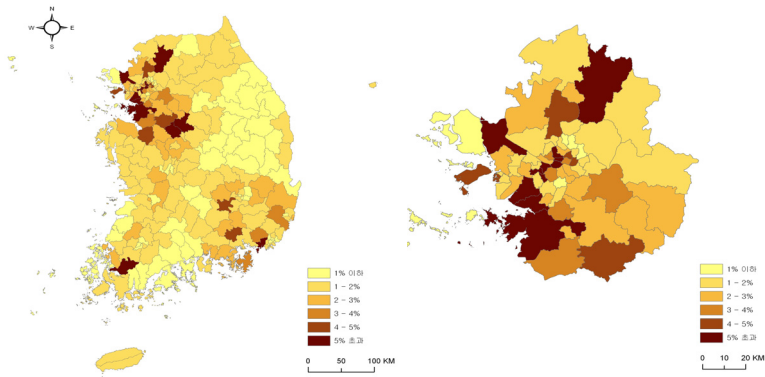 N
W E
S
1% 이하
1 - 2%
2 - 3%
3 - 4%
4 - 5%
5% 초과
0 50 100 KM
1% 이하
1 - 2%
2 - 3%
3 - 4%
4 - 5%
5% 초과
0 10 20 KM